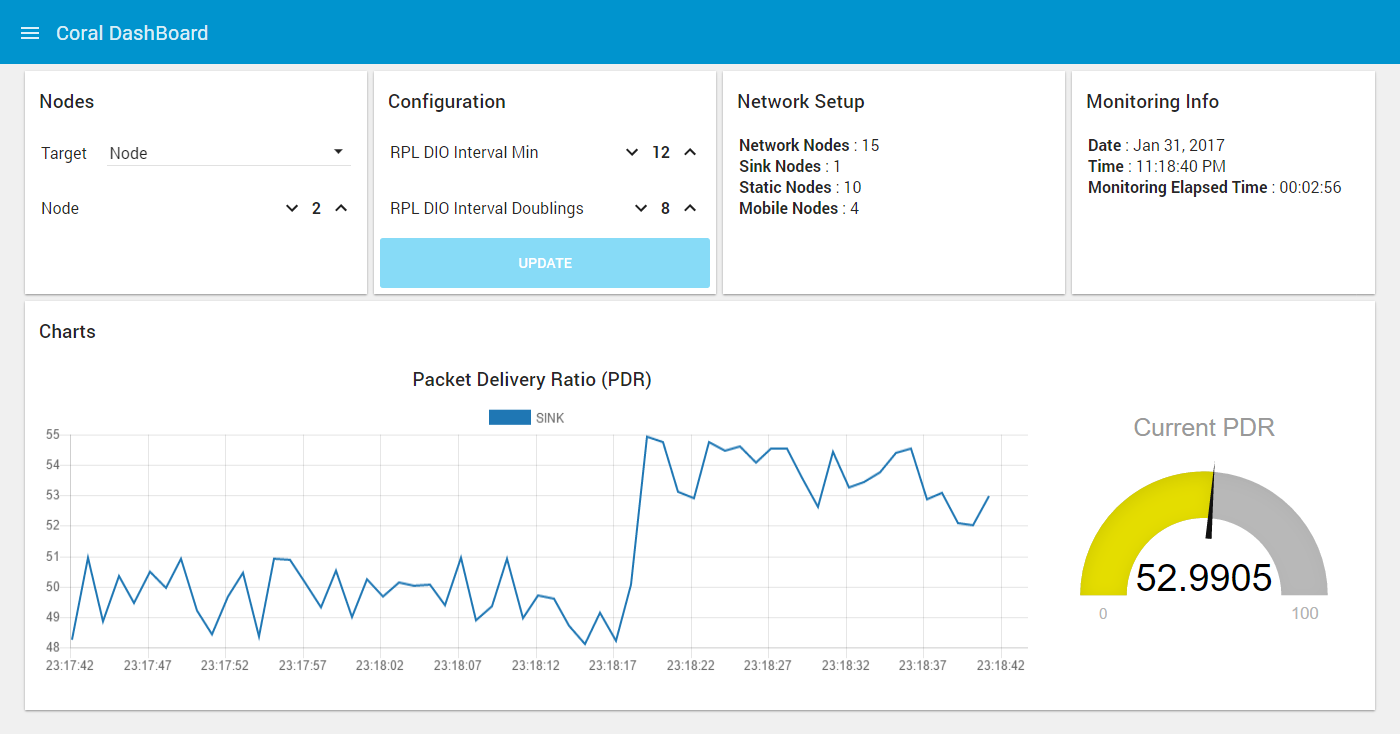 Coral DashBoard
Nodes
Target Node
Node 2
Configuration
RPL DIO Interval Min 12
RPL DIO Interval Doublings 8
UPDATE
Network Setup
Network Nodes : 15
Sink Nodes : 1
Static Nodes : 10
Mobile Nodes : 4
Monitoring Info
Date : Jan 31, 2017
Time : 11:18:40 PM
Monitoring Elapsed Time : 00:02:56
Charts
Packet Delivery Ratio (PDR)
SINK
55
54
53
52
51
50
49
48
23:17:42 23:17:47 23:17:52 23:17:57 23:18:02 23:18:07 23:18:12 23:18:17 23:18:22 23:18:27 23:18:32 23:18:37 23:18:42
Current PDR
52.9905
0 100